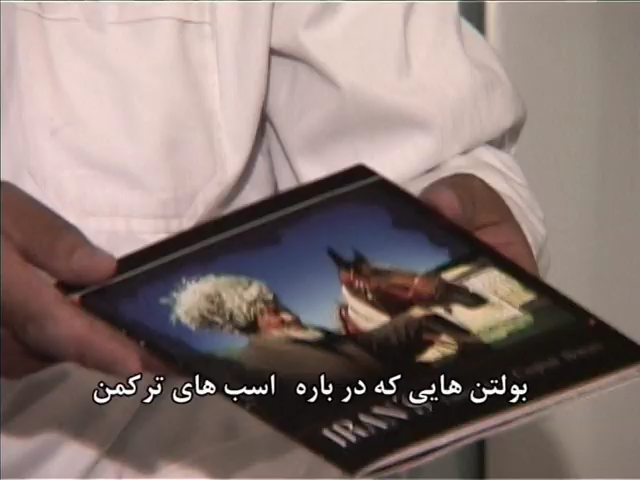 بولتن هایی که در باره اسب های ترکمن
IRAN